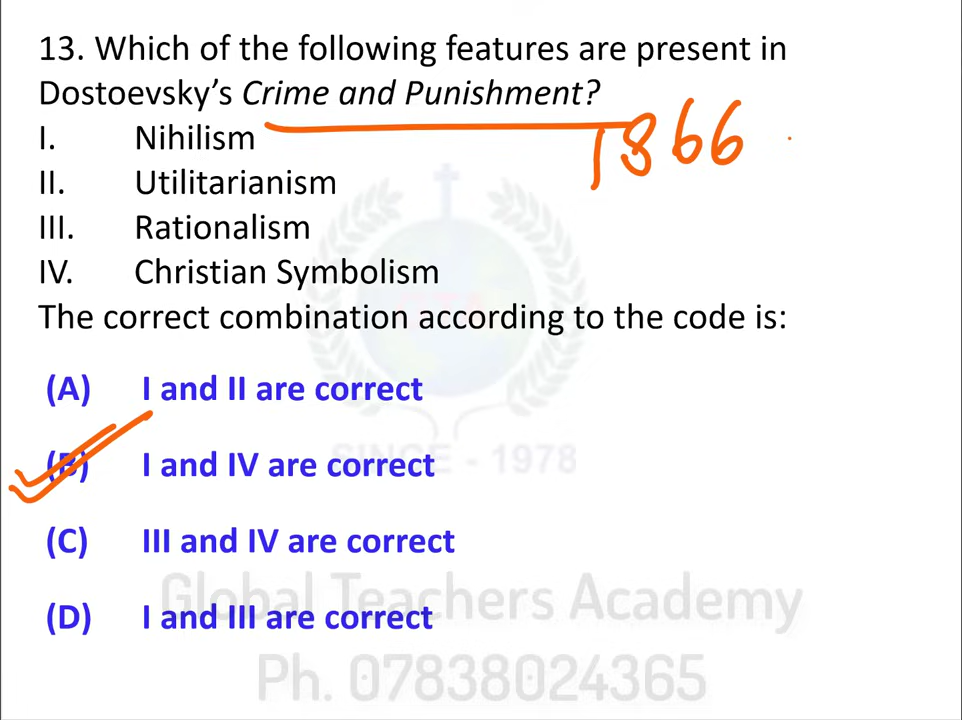 13. Which of the following features are present in
Dostoevsky's Crime and Punishment?
1866
I. Nihilism
II. Utilitarianism
III. Rationalism
IV. Christian Symbolism
The correct combination according to the code is:
(A) I and II are correct
(B) I and IV are correct
SINCE - 1978
(C) III and IV are correct
Global Teachers Academy
(D) I and III are correct
Ph. 07838024365